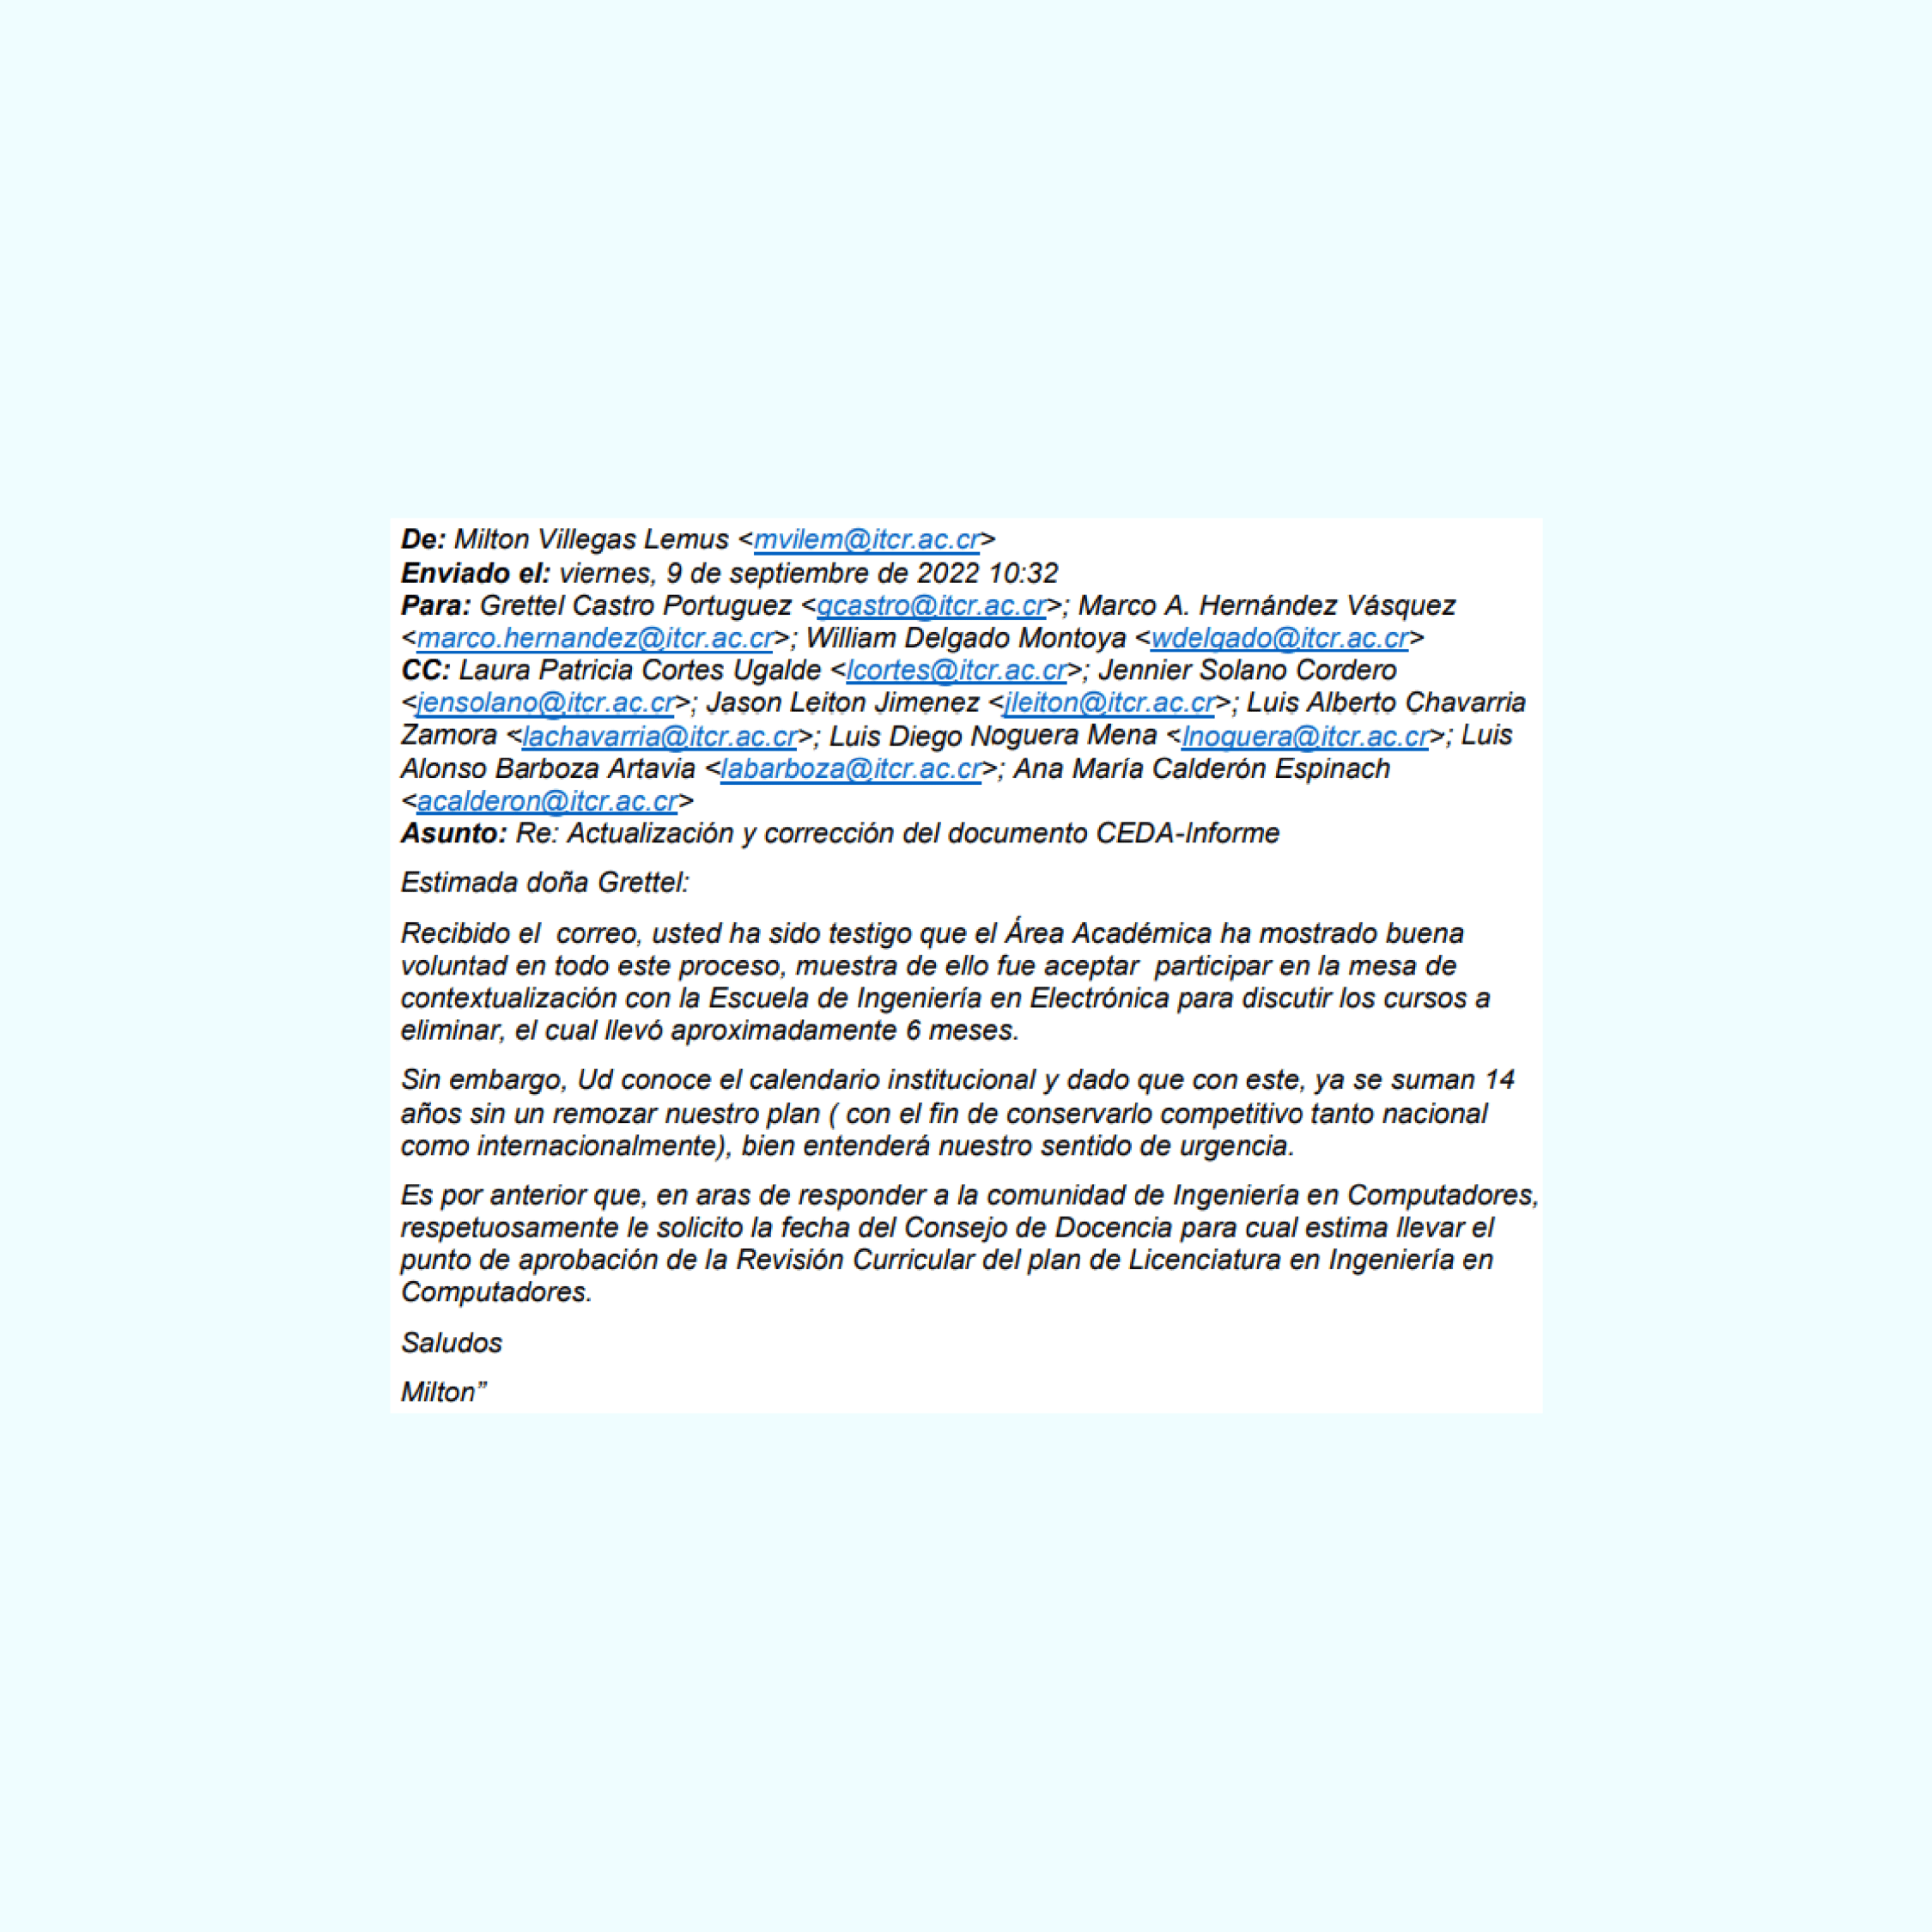 De: Milton Villegas Lemus <mvilem@itcr.ac.cr>
Enviado el: viernes, 9 de septiembre de 2022 10:32
Para: Grettel Castro Portuguez <gcastro@itcr.ac.cr>; Marco A. Hernández Vásquez
<marco.hernandez@itcr.ac.cr>; William Delgado Montoya <wdelgado@itcr.ac.cr>
CC: Laura Patricia Cortes Ugalde <lcortes@itcr.ac.cr>; Jennier Solano Cordero
<jensolano@itcr.ac.cr>; Jason Leiton Jimenez <jleiton@itcr.ac.cr>; Luis Alberto Chavarria
Zamora <lachavarria@itcr.ac.cr>; Luis Diego Noguera Mena <lnoguera@itcr.ac.cr>; Luis
Alonso Barboza Artavia <labarboza@itcr.ac.cr>; Ana María Calderón Espinach
<acalderon@itcr.ac.cr>
Asunto: Re: Actualización y corrección del documento CEDA-Informe
Estimada doña Grettel:
Recibido el  correo, usted ha sido testigo que el Área Académica ha mostrado buena
voluntad en todo este proceso, muestra de ello fue aceptar  participar en la mesa de
contextualización con la Escuela de Ingeniería en Electrónica para discutir los cursos a
eliminar, el cual llevó aproximadamente 6 meses.
Sin embargo, Ud conoce el calendario institucional y dado que con este, ya se suman 14
años sin un remozar nuestro plan ( con el fin de conservarlo competitivo tanto nacional
como internacionalmente), bien entenderá nuestro sentido de urgencia.
Es por anterior que, en aras de responder a la comunidad de Ingeniería en Computadores,
respetuosamente le solicito la fecha del Consejo de Docencia para cual estima llevar el
punto de aprobación de la Revisión Curricular del plan de Licenciatura en Ingeniería en
Computadores.
Saludos
Milton”